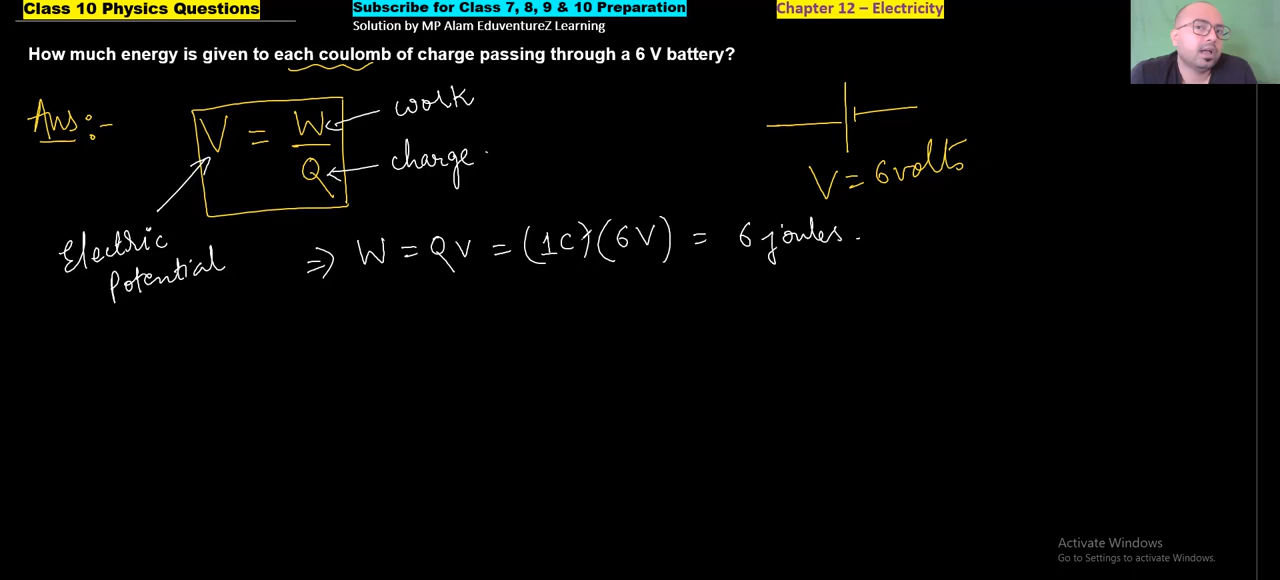 Class 10 Physics Questions
Subscribe for Class 7, 8, 9 & 10 Preparation
Chapter 12 – Electricity
Solution by MP Alam EduventureZ Learning
How much energy is given to each coulomb of charge passing through a 6 V battery?
Ans:-
V = W/Q
work
charge.
Electric
Potential
V = 6 volts
⇒ W = QV = (1C)(6V) = 6 joules.
Activate Windows
Go to Settings to activate Windows.